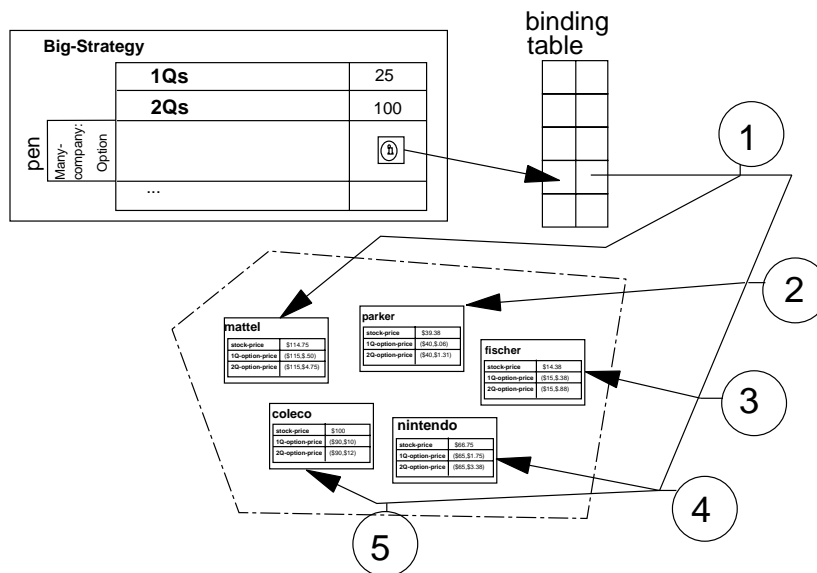 binding
table
Big-Strategy
1Qs 25
2Qs 100
pen
Many-
company:
Option
...
1
2
3
4
5
mattel
stock-price $114.75
1Q-option-price ($115,$.50)
2Q-option-price ($115,$4.75)
parker
stock-price $39.38
1Q-option-price ($40,$.06)
2Q-option-price ($40,$1.31)
fischer
stock-price $14.38
1Q-option-price ($15,$.38)
2Q-option-price ($15,$.88)
coleco
stock-price $100
1Q-option-price ($90,$10)
2Q-option-price ($90,$12)
nintendo
stock-price $66.75
1Q-option-price ($65,$1.75)
2Q-option-price ($65,$3.38)